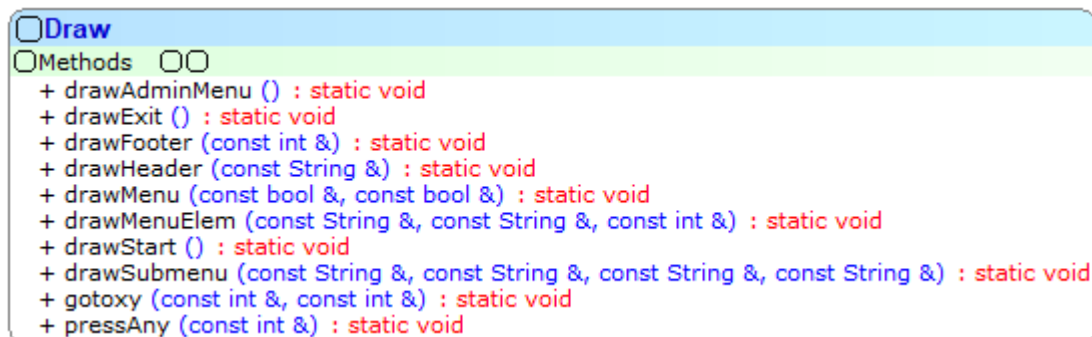 Draw
Methods
+ drawAdminMenu () : static void
+ drawExit () : static void
+ drawFooter (const int &) : static void
+ drawHeader (const String &) : static void
+ drawMenu (const bool &, const bool &) : static void
+ drawMenuElem (const String &, const String &, const int &) : static void
+ drawStart () : static void
+ drawSubmenu (const String &, const String &, const String &, const String &) : static void
+ gotoxy (const int &, const int &) : static void
+ pressAny (const int &) : static void